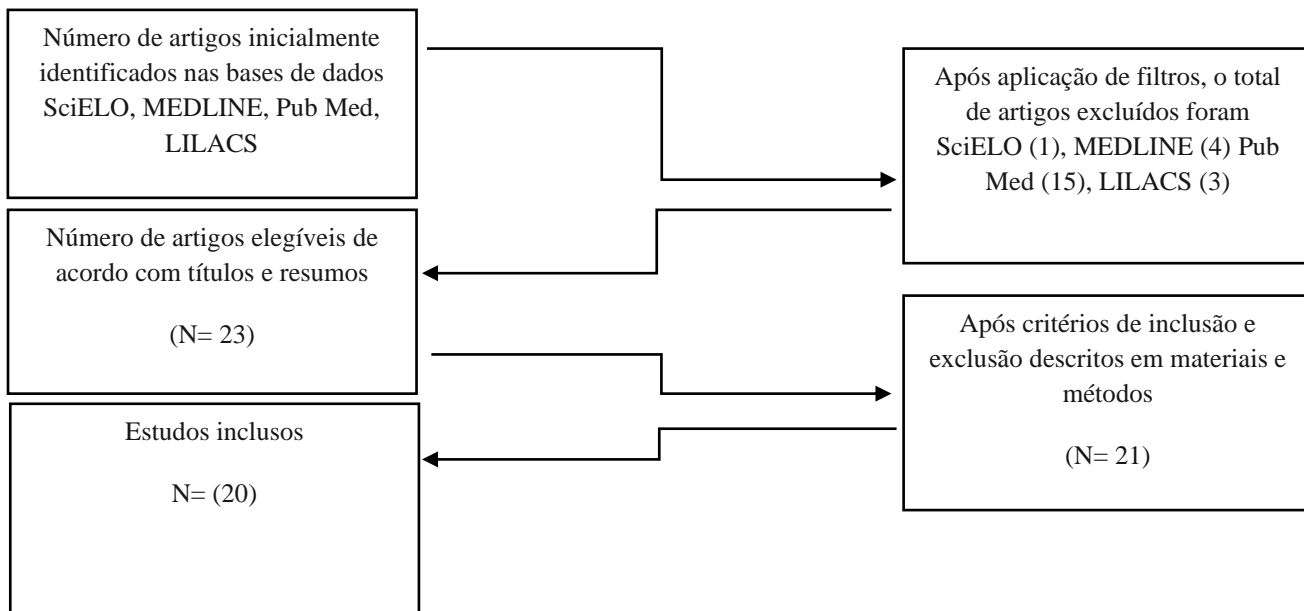 Número de artigos inicialmente
identificados nas bases de dados
SciELO, MEDLINE, Pub Med,
LILACS
Após aplicação de filtros, o total
de artigos excluídos foram
SciELO (1), MEDLINE (4) Pub
Med (15), LILACS (3)
Número de artigos elegíveis de
acordo com títulos e resumos
(N= 23)
Após critérios de inclusão e
exclusão descritos em materiais e
métodos
(N= 21)
Estudos inclusos
N= (20)